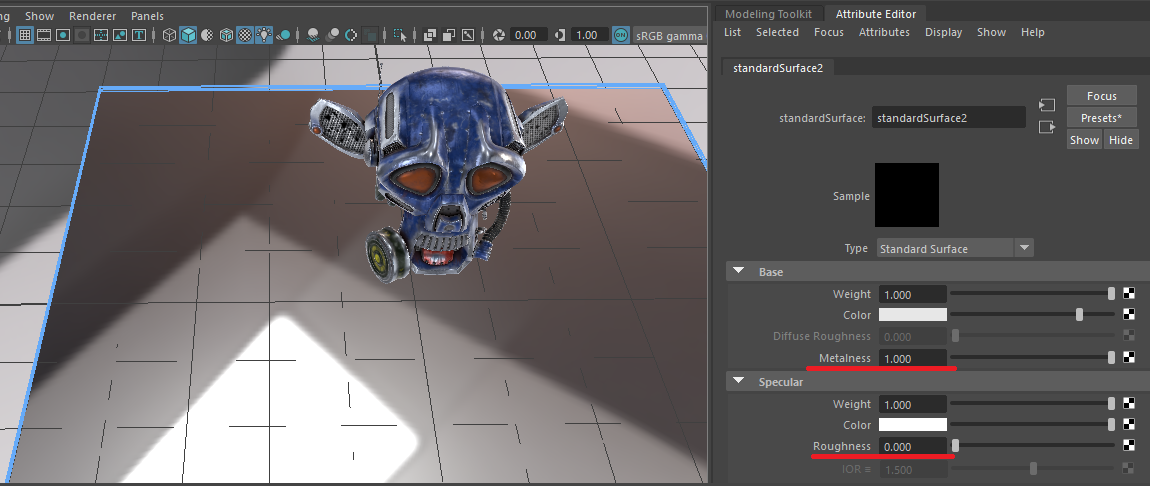 ng Show Renderer Panels
0.00 1.00 ON sRGB gamma
Modeling Toolkit Attribute Editor
List Selected Focus Attributes Display Show Help
standardSurface2
standardSurface: standardSurface2
Focus
Presets*
Show Hide
Sample
Type Standard Surface
Base
Weight 1.000
Color
Diffuse Roughness 0.000
Metalness 1.000
Specular
Weight 1.000
Color
Roughness 0.000
IOR = 1.500